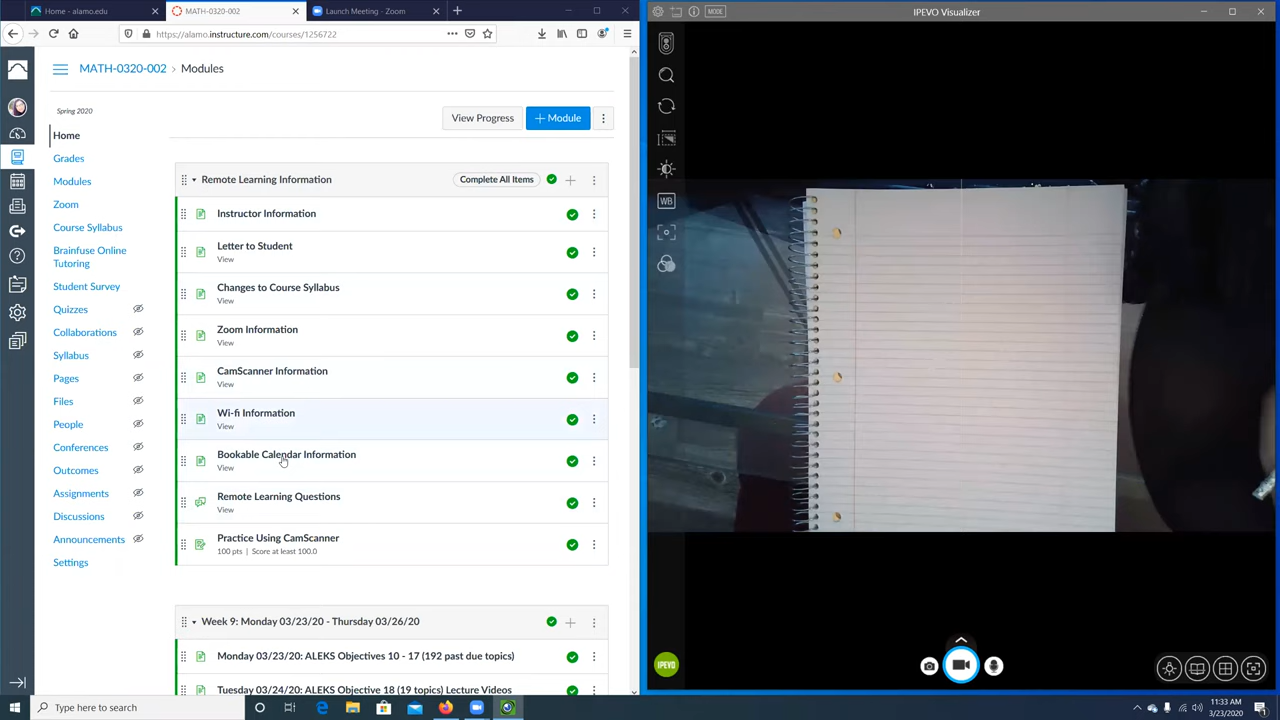 Home - alamo.edu
MATH-0320-002
Launch Meeting - Zoom
https://alamo.instructure.com/courses/1256722
MATH-0320-002 > Modules
Spring 2020
Home
Grades
Modules
Zoom
Course Syllabus
Brainfuse Online
Tutoring
Student Survey
Quizzes
Collaborations
Syllabus
Pages
Files
People
Conferences
Outcomes
Assignments
Discussions
Announcements
Settings
View Progress
+ Module
Remote Learning Information
Complete All Items
Instructor Information
Letter to Student
View
Changes to Course Syllabus
View
Zoom Information
View
CamScanner Information
View
Wi-fi Information
View
Bookable Calendar Information
View
Remote Learning Questions
View
Practice Using CamScanner
100 pts | Score at least 100.0
Week 9: Monday 03/23/20 - Thursday 03/26/20
Monday 03/23/20: ALEKS Objectives 10 - 17 (192 past due topics)
Tuesday 03/24/20: ALEKS Objective 18 (19 topics) Lecture Videos
MODE
IPEVO Visualizer
WB
IPEVO
Type here to search
11:33 AM
3/23/2020
1